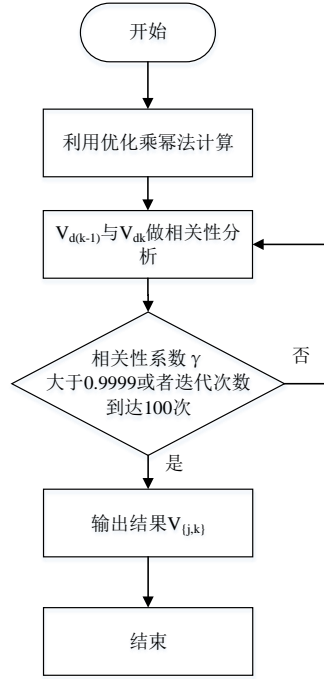 开始
利用优化乘幂法计算
V_{d(k-1)}与V_{dk}做相关性分
析
相关性系数 γ
大于0.9999或者迭代次数
到达100次
否
是
输出结果V_{{j,k}}
结束